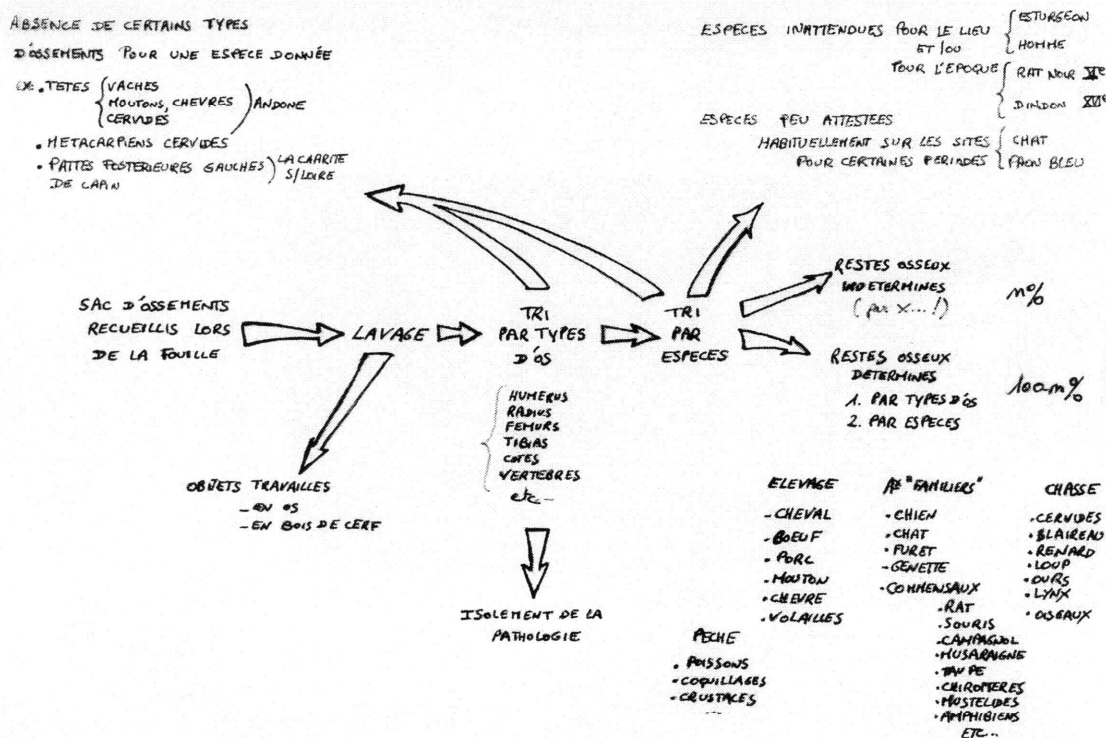 ABSENCE DE CERTAINS TYPES
D'OSSEMENTS POUR UNE ESPECE DONNÉE
ex. • TETES { VACHES
MOUTONS, CHEVRES
CERVIDES
) ANDONE
• METACARPIENS CERVIDES
• PATTES POSTERIEURES GAUCHES
DE LAPIN
) LA CHARITE
S/LOIRE
ESPECES INATTENDUES POUR LE LIEU
ET/OU
{ ESTURGEON
HOMME
POUR L'EPOQUE { RAT NOIR XIe
DINDON
ESPECES PEU ATTESTEES
HABITUELLEMENT SUR LES SITES
POUR CERTAINES PERIODES
{ CHAT
PAON BLEU
SAC D'OSSEMENTS
RECUEILLIS LORS
DE LA FOUILLE
LAVAGE
TRI
PAR TYPES
D'OS
TRI
PAR
ESPECES
RESTES OSSEUX
INDETERMINES
(par X...!)
n%
RESTES OSSEUX
DETERMINES
1. PAR TYPES D'OS
2. PAR ESPECES
OBJETS TRAVAILLES
- EN OS
- EN BOIS DE CERF
HUMERUS
RADIUS
FEMURS
TIBIAS
COTES
VERTEBRES
etc...
ISOLEMENT DE LA
PATHOLOGIE
PECHE
• POISSONS
• COQUILLAGES
• CRUSTACES
...
ELEVAGE
- CHEVAL
- BOEUF
• PORC
- MOUTON
• CHEVRE
• VOLAILLES
"FAMILIERS"
• CHIEN
• CHAT
• FURET
- GENETTE
• COMMENSAUX
• RAT
• SOURIS
• CAMPAGNOL
• MUSARAIGNE
• TAUPE
• CHIROPTERES
• MUSTELIDES
• AMPHIBIENS
ETC...
CHASSE
• CERVIDES
• BLAIREAU
• RENARD
• LOUP
• OURS
• LYNX
• OISEAUX